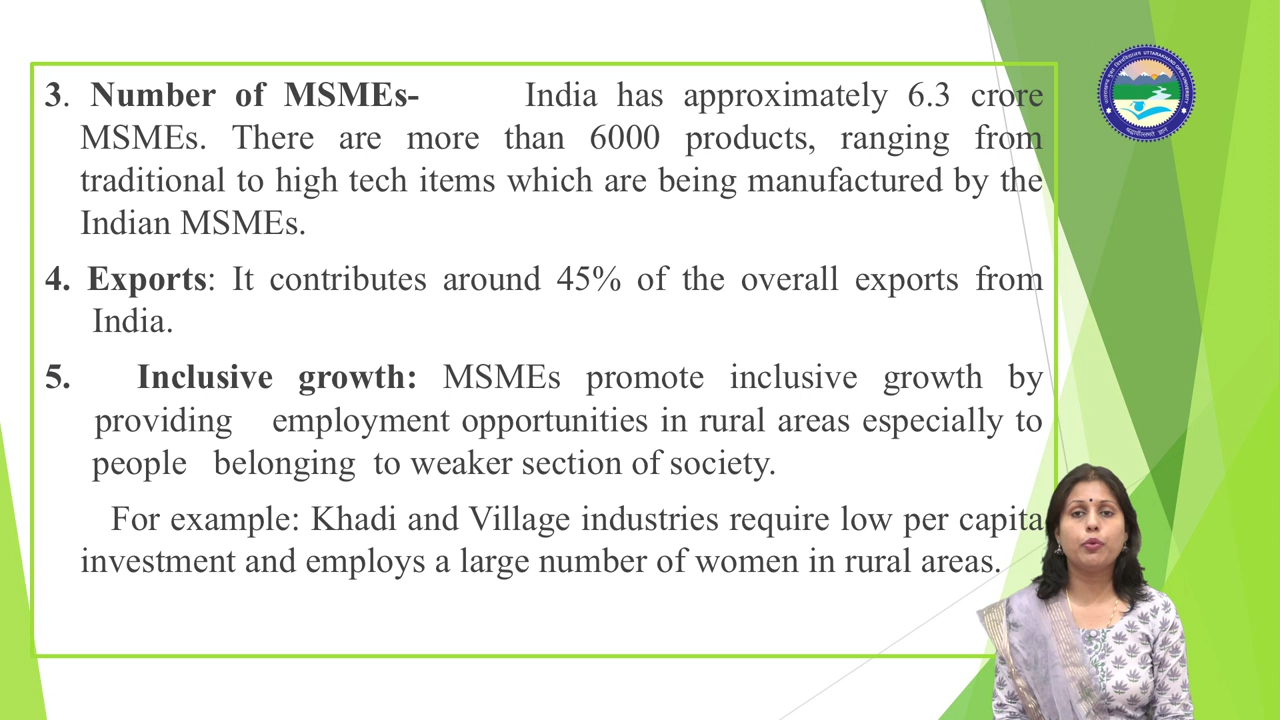 3. Number of MSMEs- India has approximately 6.3 crore
MSMEs. There are more than 6000 products, ranging from
traditional to high tech items which are being manufactured by the
Indian MSMEs.
4. Exports: It contributes around 45% of the overall exports from
India.
5. Inclusive growth: MSMEs promote inclusive growth by
providing employment opportunities in rural areas especially to
people belonging to weaker section of society.
For example: Khadi and Village industries require low per capita
investment and employs a large number of women in rural areas.
UTTARAKHAND OPEN UNIVERSITY